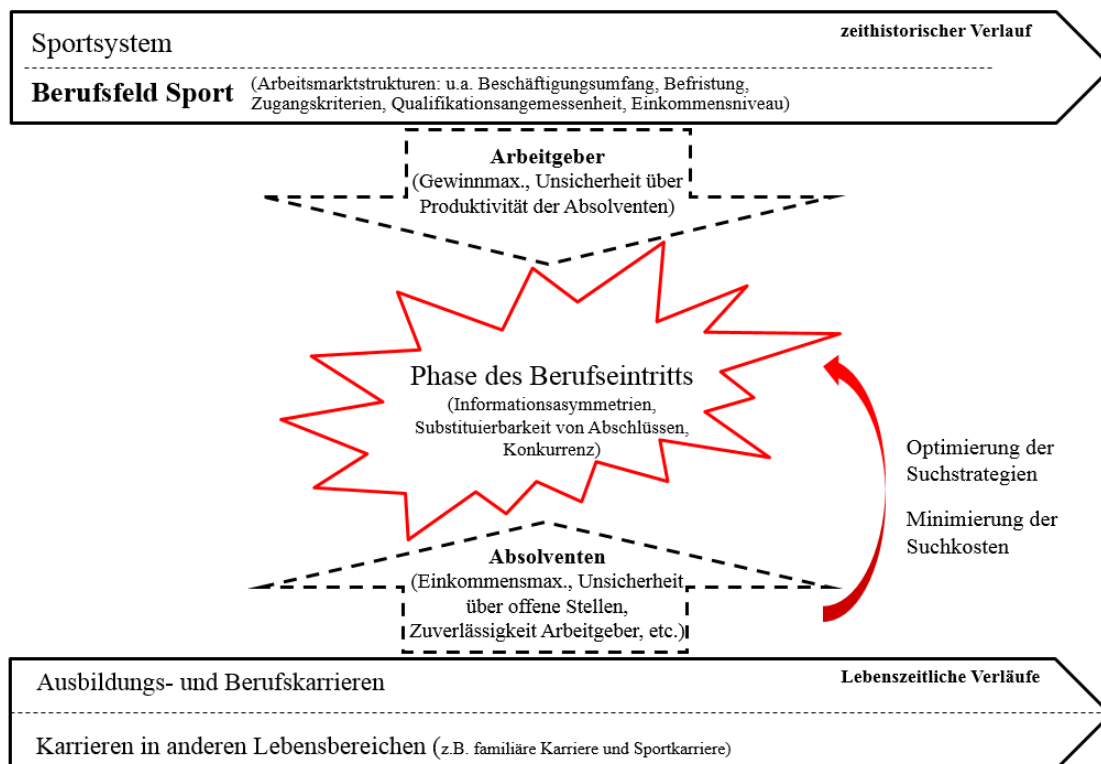 Sportsystem
zeithistorischer Verlauf
Berufsfeld Sport
(Arbeitsmarktstrukturen: u.a. Beschäftigungsumfang, Befristung,
Zugangskriterien, Qualifikationsangemessenheit, Einkommensniveau)
Arbeitgeber
(Gewinnmax., Unsicherheit über
Produktivität der Absolventen)
Phase des Berufseintritts
(Informationsasymmetrien,
Substituierbarkeit von Abschlüssen,
Konkurrenz)
Optimierung der
Suchstrategien
Minimierung der
Suchkosten
Absolventen
(Einkommensmax., Unsicherheit
über offene Stellen,
Zuverlässigkeit Arbeitgeber, etc.)
Ausbildungs- und Berufskarrieren
Lebenszeitliche Verläufe
Karrieren in anderen Lebensbereichen (z.B. familiäre Karriere und Sportkarriere)